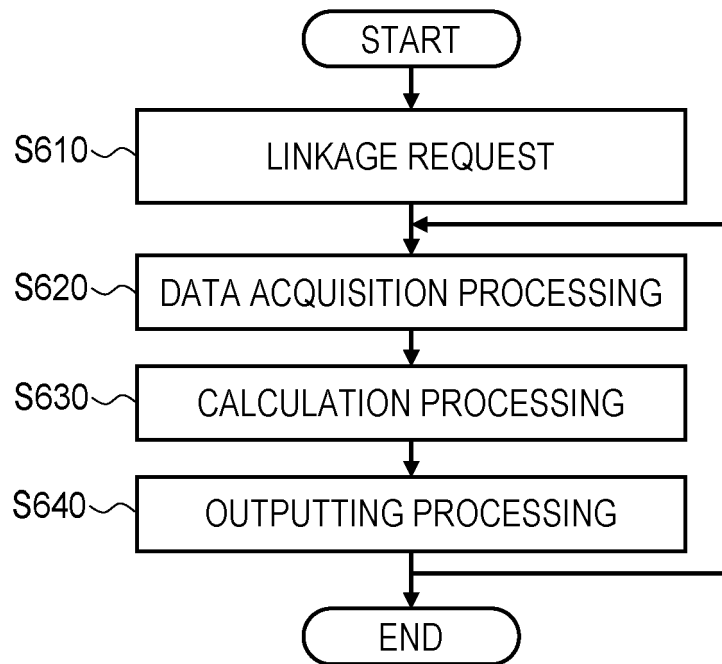 START
S610 LINKAGE REQUEST
S620 DATA ACQUISITION PROCESSING
S630 CALCULATION PROCESSING
S640 OUTPUTTING PROCESSING
END